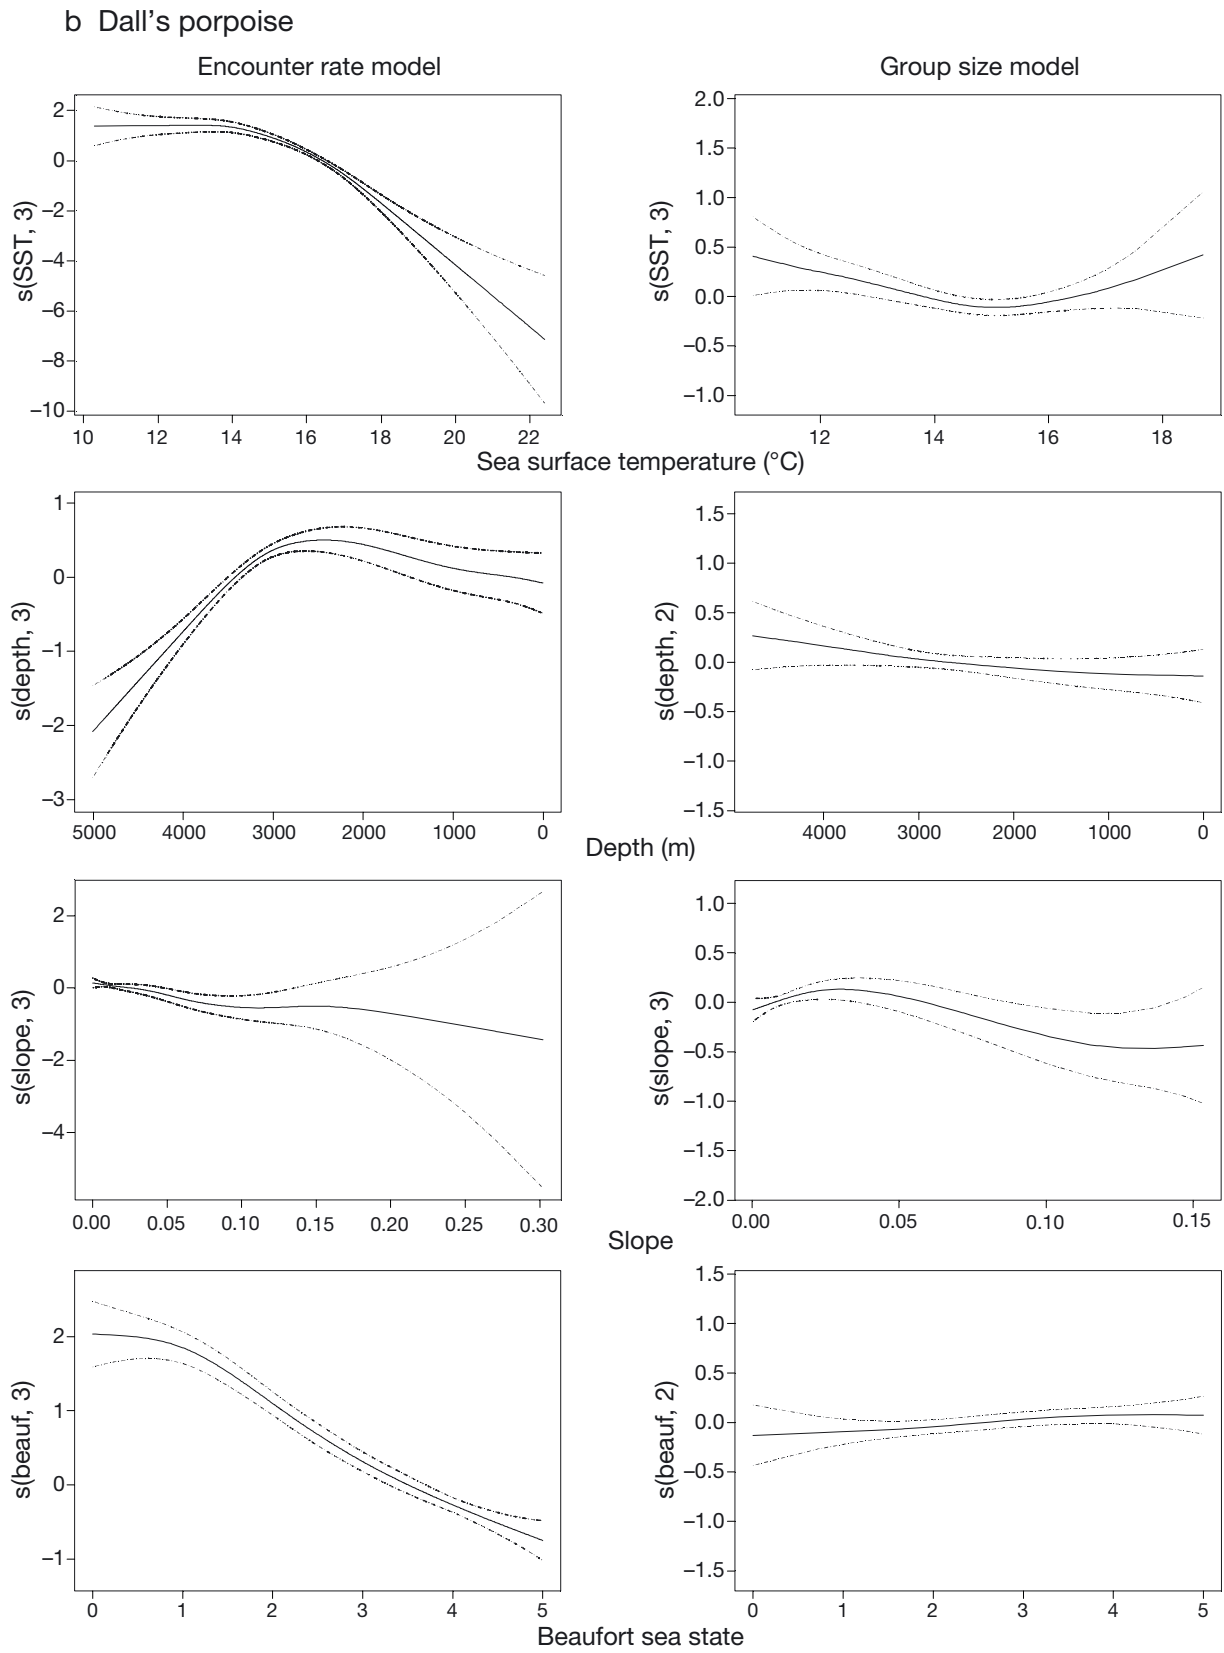 b Dall's porpoise
Encounter rate model
Group size model
s(SST, 3)
2
0
−2
−4
−6
−8
−10
10 12 14 16 18 20 22
s(SST, 3)
2.0
1.5
1.0
0.5
0.0
−0.5
−1.0
12 14 16 18
Sea surface temperature (°C)
s(depth, 3)
1
0
−1
−2
−3
5000 4000 3000 2000 1000 0
s(depth, 2)
1.5
1.0
0.5
0.0
−0.5
−1.0
−1.5
4000 3000 2000 1000 0
Depth (m)
s(slope, 3)
2
0
−2
−4
0.00 0.05 0.10 0.15 0.20 0.25 0.30
s(slope, 3)
1.0
0.5
0.0
−0.5
−1.0
−1.5
−2.0
0.00 0.05 0.10 0.15
Slope
s(beauf, 3)
2
1
0
−1
0 1 2 3 4 5
s(beauf, 2)
1.5
1.0
0.5
0.0
−0.5
−1.0
−1.5
0 1 2 3 4 5
Beaufort sea state